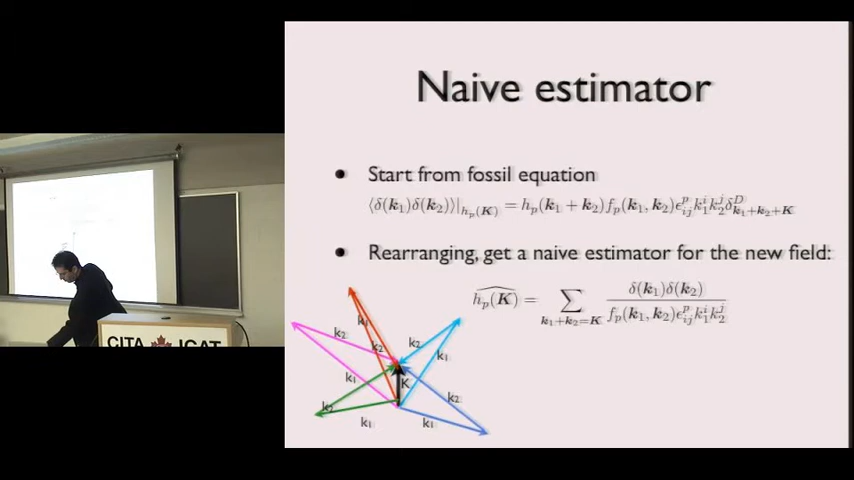 Naive estimator
• Start from fossil equation
⟨δ(k₁)δ(k₂)⟩|_{h_p(K)} = h_p(k₁ + k₂)f_p(k₁, k₂)ϵ^p_{ij}k₁^i k₂^j δ^D_{k₁+k₂+K}
• Rearranging, get a naive estimator for the new field:
\widehat{h_p(K)} = ∑_{k₁+k₂=K} δ(k₁)δ(k₂) / f_p(k₁, k₂)ϵ^p_{ij}k₁^i k₂^j
k₁
k₂
k₂
k₂
k₁
k₁
K
k₂
k₂
k₁
k₁
CITA ICAT